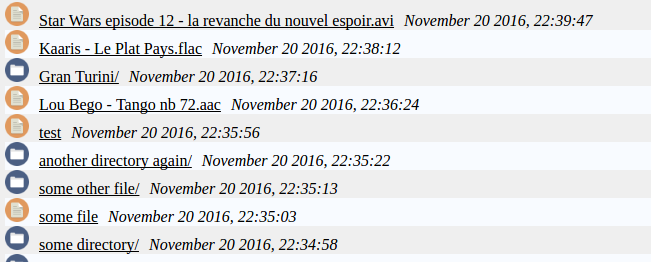 Star Wars episode 12 - la revanche du nouvel espoir.avi November 20 2016, 22:39:47
Kaaris - Le Plat Pays.flac November 20 2016, 22:38:12
Gran Turini/ November 20 2016, 22:37:16
Lou Bego - Tango nb 72.aac November 20 2016, 22:36:24
test November 20 2016, 22:35:56
another directory again/ November 20 2016, 22:35:22
some other file/ November 20 2016, 22:35:13
some file November 20 2016, 22:35:03
some directory/ November 20 2016, 22:34:58